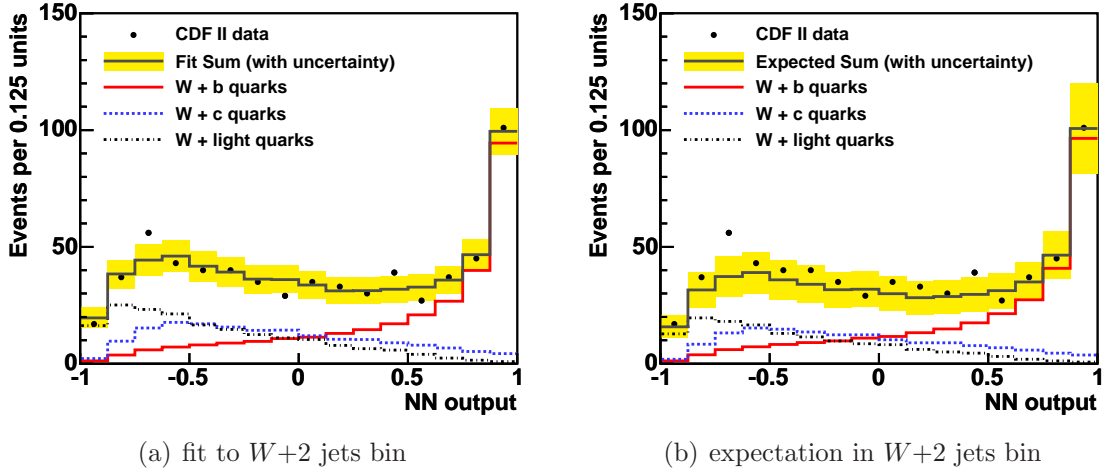 Events per 0.125 units
150
100
50
0
CDF II data
Fit Sum (with uncertainty)
W + b quarks
W + c quarks
W + light quarks
-1 -0.5 0 0.5 1
NN output
(a) fit to W+2 jets bin
Events per 0.125 units
150
100
50
0
CDF II data
Expected Sum (with uncertainty)
W + b quarks
W + c quarks
W + light quarks
-1 -0.5 0 0.5 1
NN output
(b) expectation in W+2 jets bin